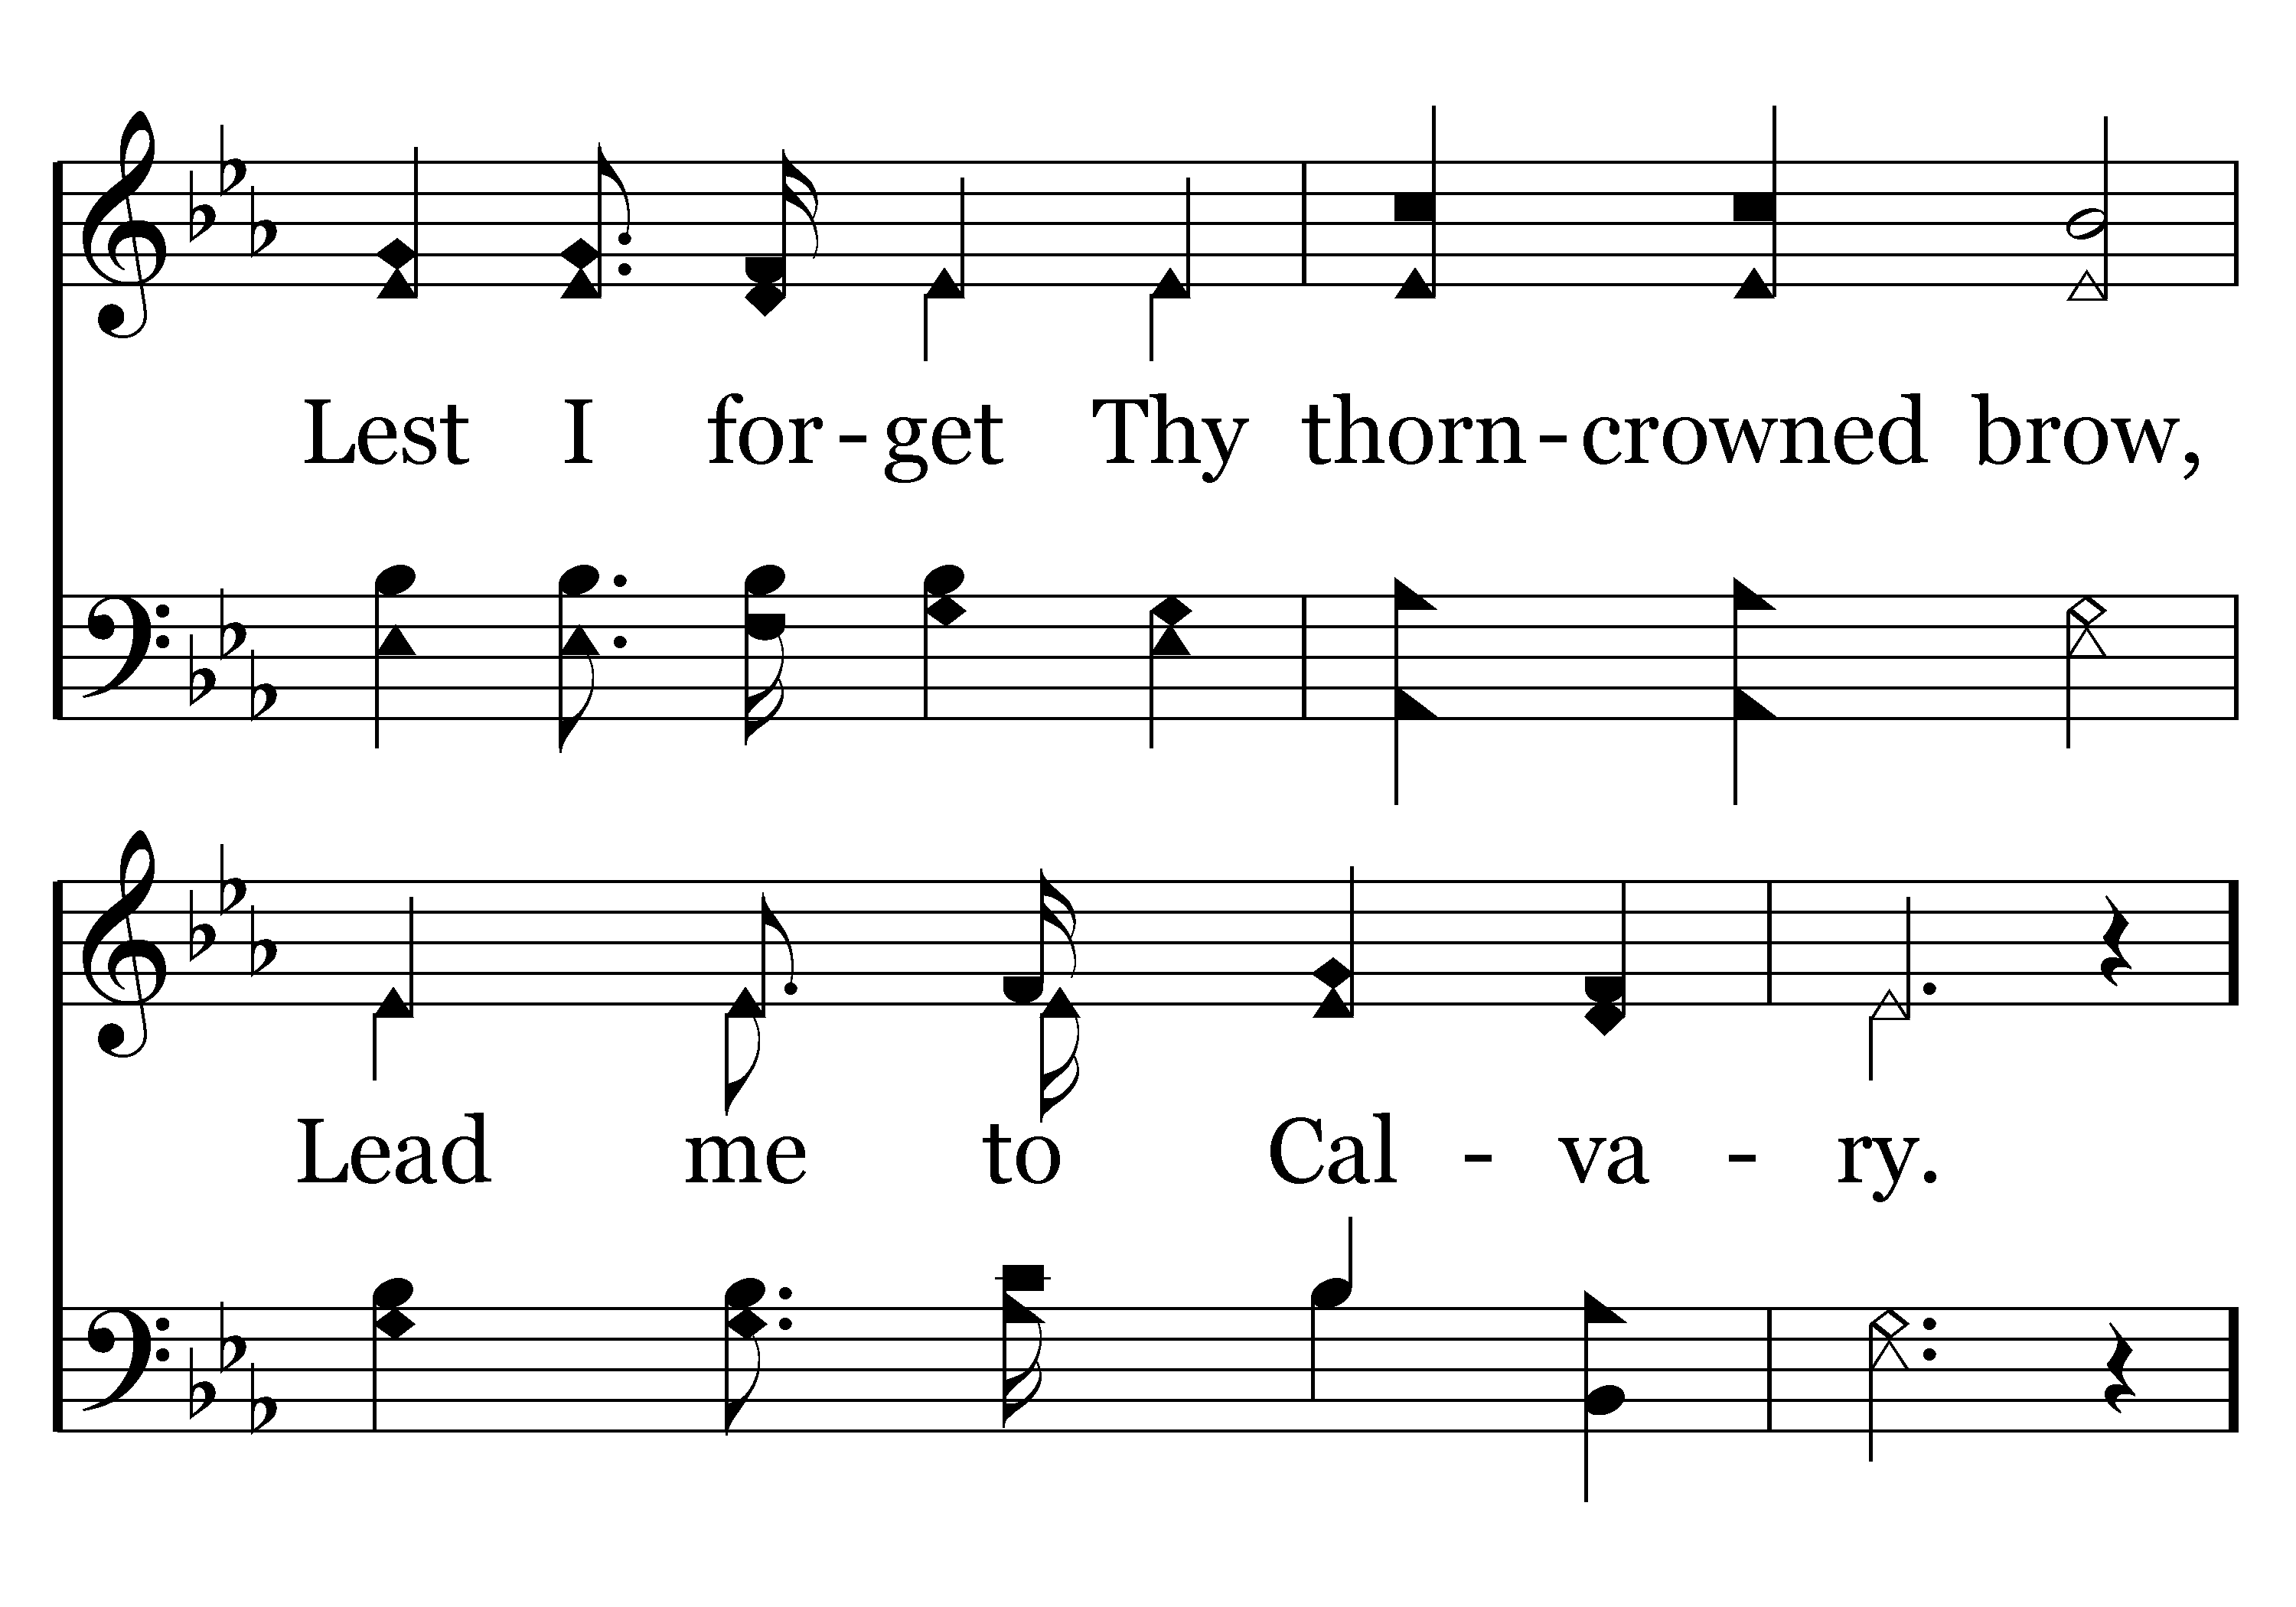 Lest I for-get Thy thorn-crowned brow,
Lead me to Cal - va - ry.